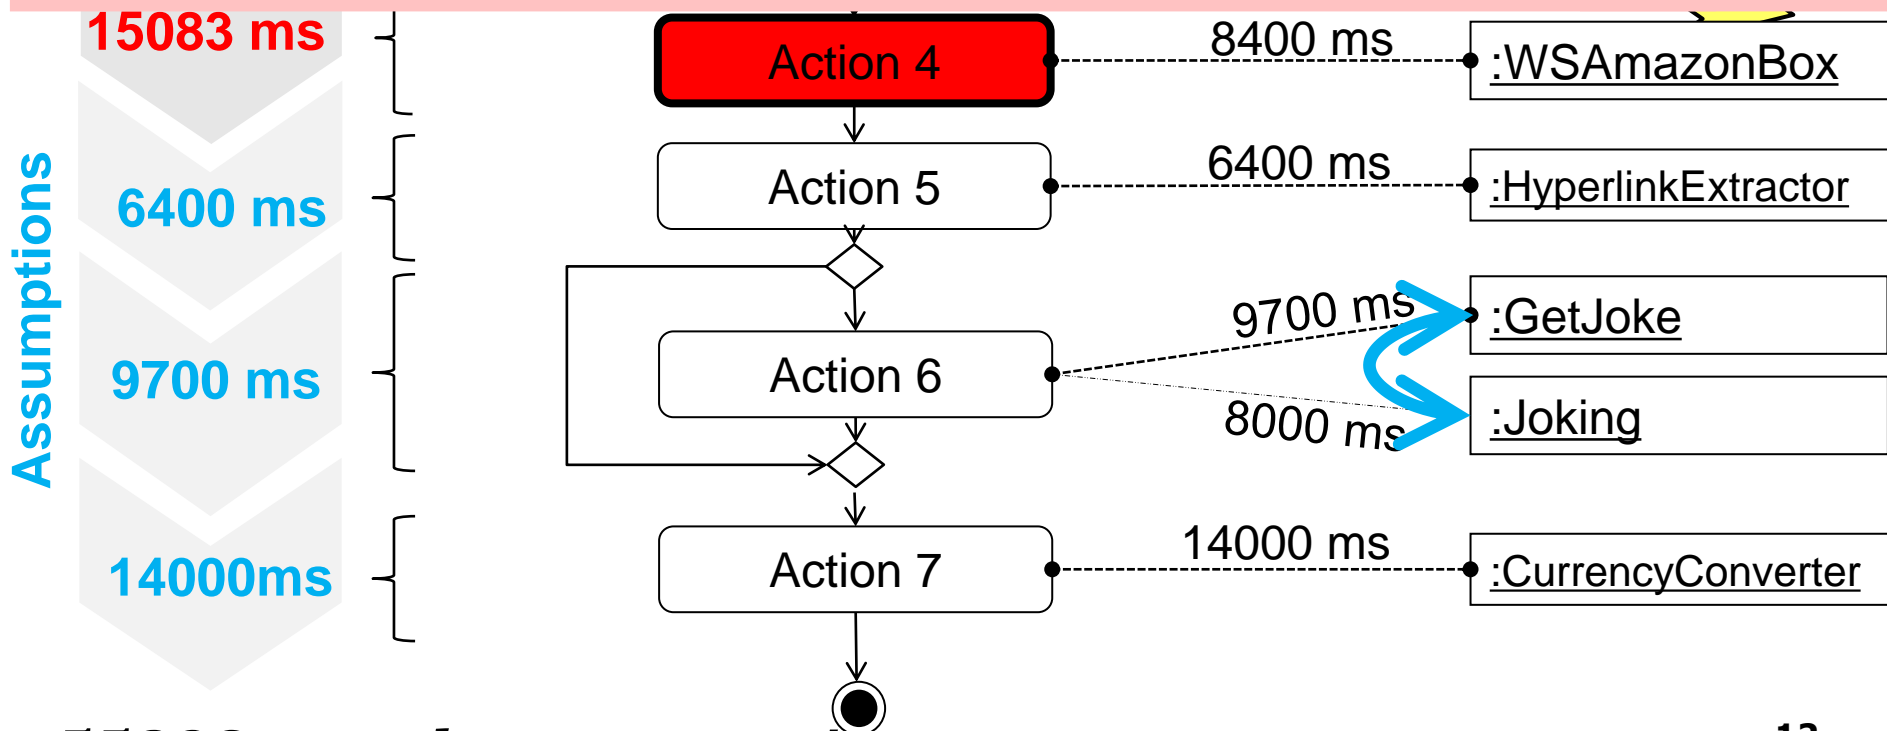 15083 ms
Action 4
8400 ms
:WSAmazonBox
Assumptions
6400 ms
Action 5
6400 ms
:HyperlinkExtractor
9700 ms
Action 6
9700 ms
:GetJoke
8000 ms
:Joking
14000ms
Action 7
14000 ms
:CurrencyConverter